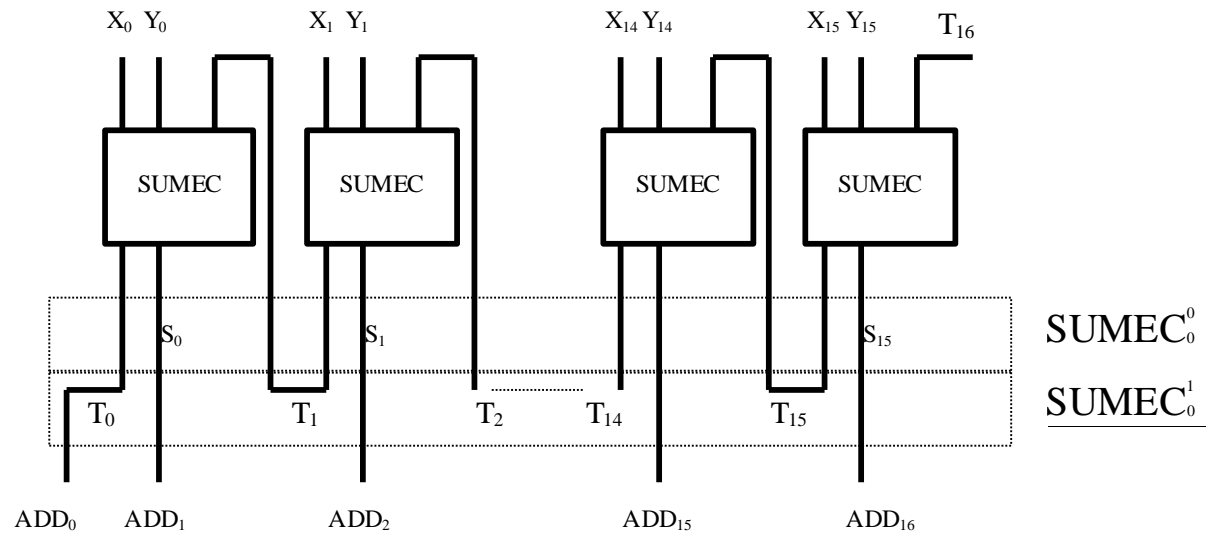 X₀ Y₀ X₁ Y₁ X₁₄ Y₁₄ X₁₅ Y₁₅ T₁₆
SUMEC SUMEC SUMEC SUMEC
S₀ S₁ S₁₅ SUMEC₀⁰
T₀ T₁ T₂ T₁₄ T₁₅ SUMEC₀¹
ADD₀ ADD₁ ADD₂ ADD₁₅ ADD₁₆